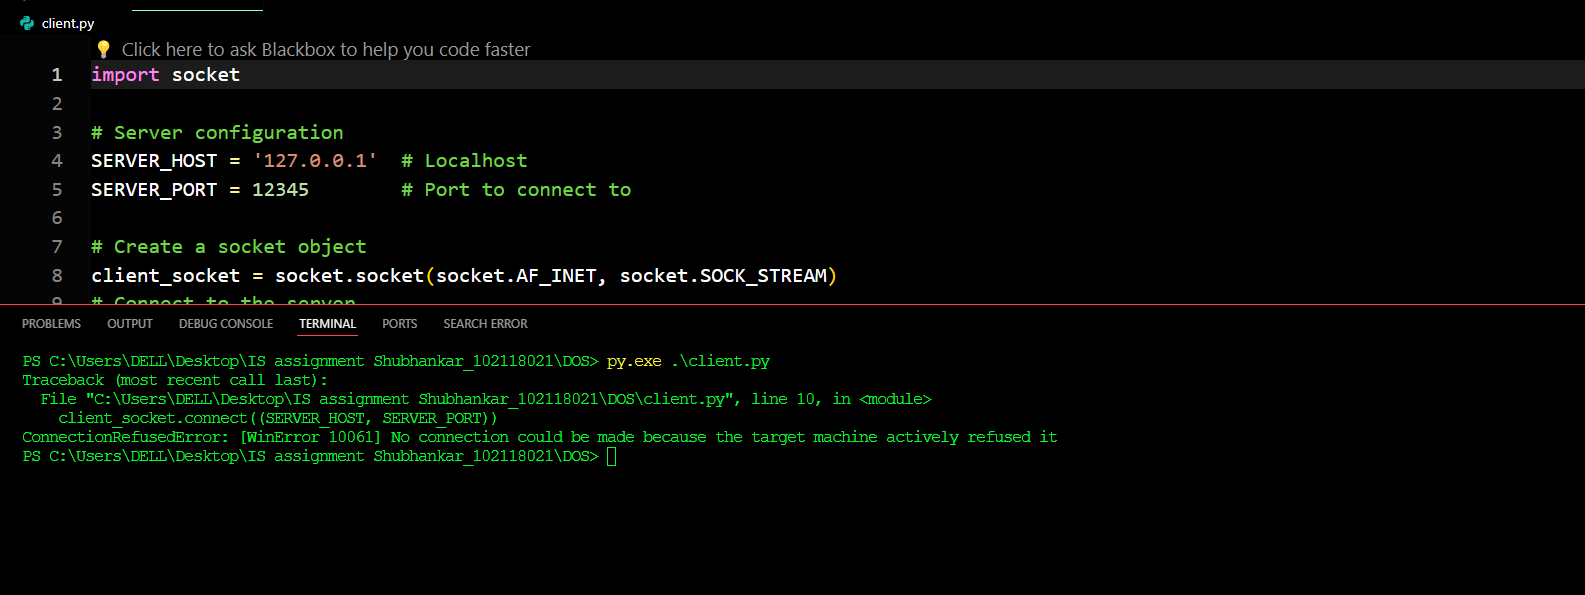 client.py
Click here to ask Blackbox to help you code faster
1 import socket
2
3 # Server configuration
4 SERVER_HOST = '127.0.0.1'  # Localhost
5 SERVER_PORT = 12345        # Port to connect to
6
7 # Create a socket object
8 client_socket = socket.socket(socket.AF_INET, socket.SOCK_STREAM)
9 # Connect to the server
PROBLEMS OUTPUT DEBUG CONSOLE TERMINAL PORTS SEARCH ERROR
PS C:\Users\DELL\Desktop\IS assignment Shubhankar_102118021\DOS> py.exe .\client.py
Traceback (most recent call last):
  File "C:\Users\DELL\Desktop\IS assignment Shubhankar_102118021\DOS\client.py", line 10, in <module>
    client_socket.connect((SERVER_HOST, SERVER_PORT))
ConnectionRefusedError: [WinError 10061] No connection could be made because the target machine actively refused it
PS C:\Users\DELL\Desktop\IS assignment Shubhankar_102118021\DOS>